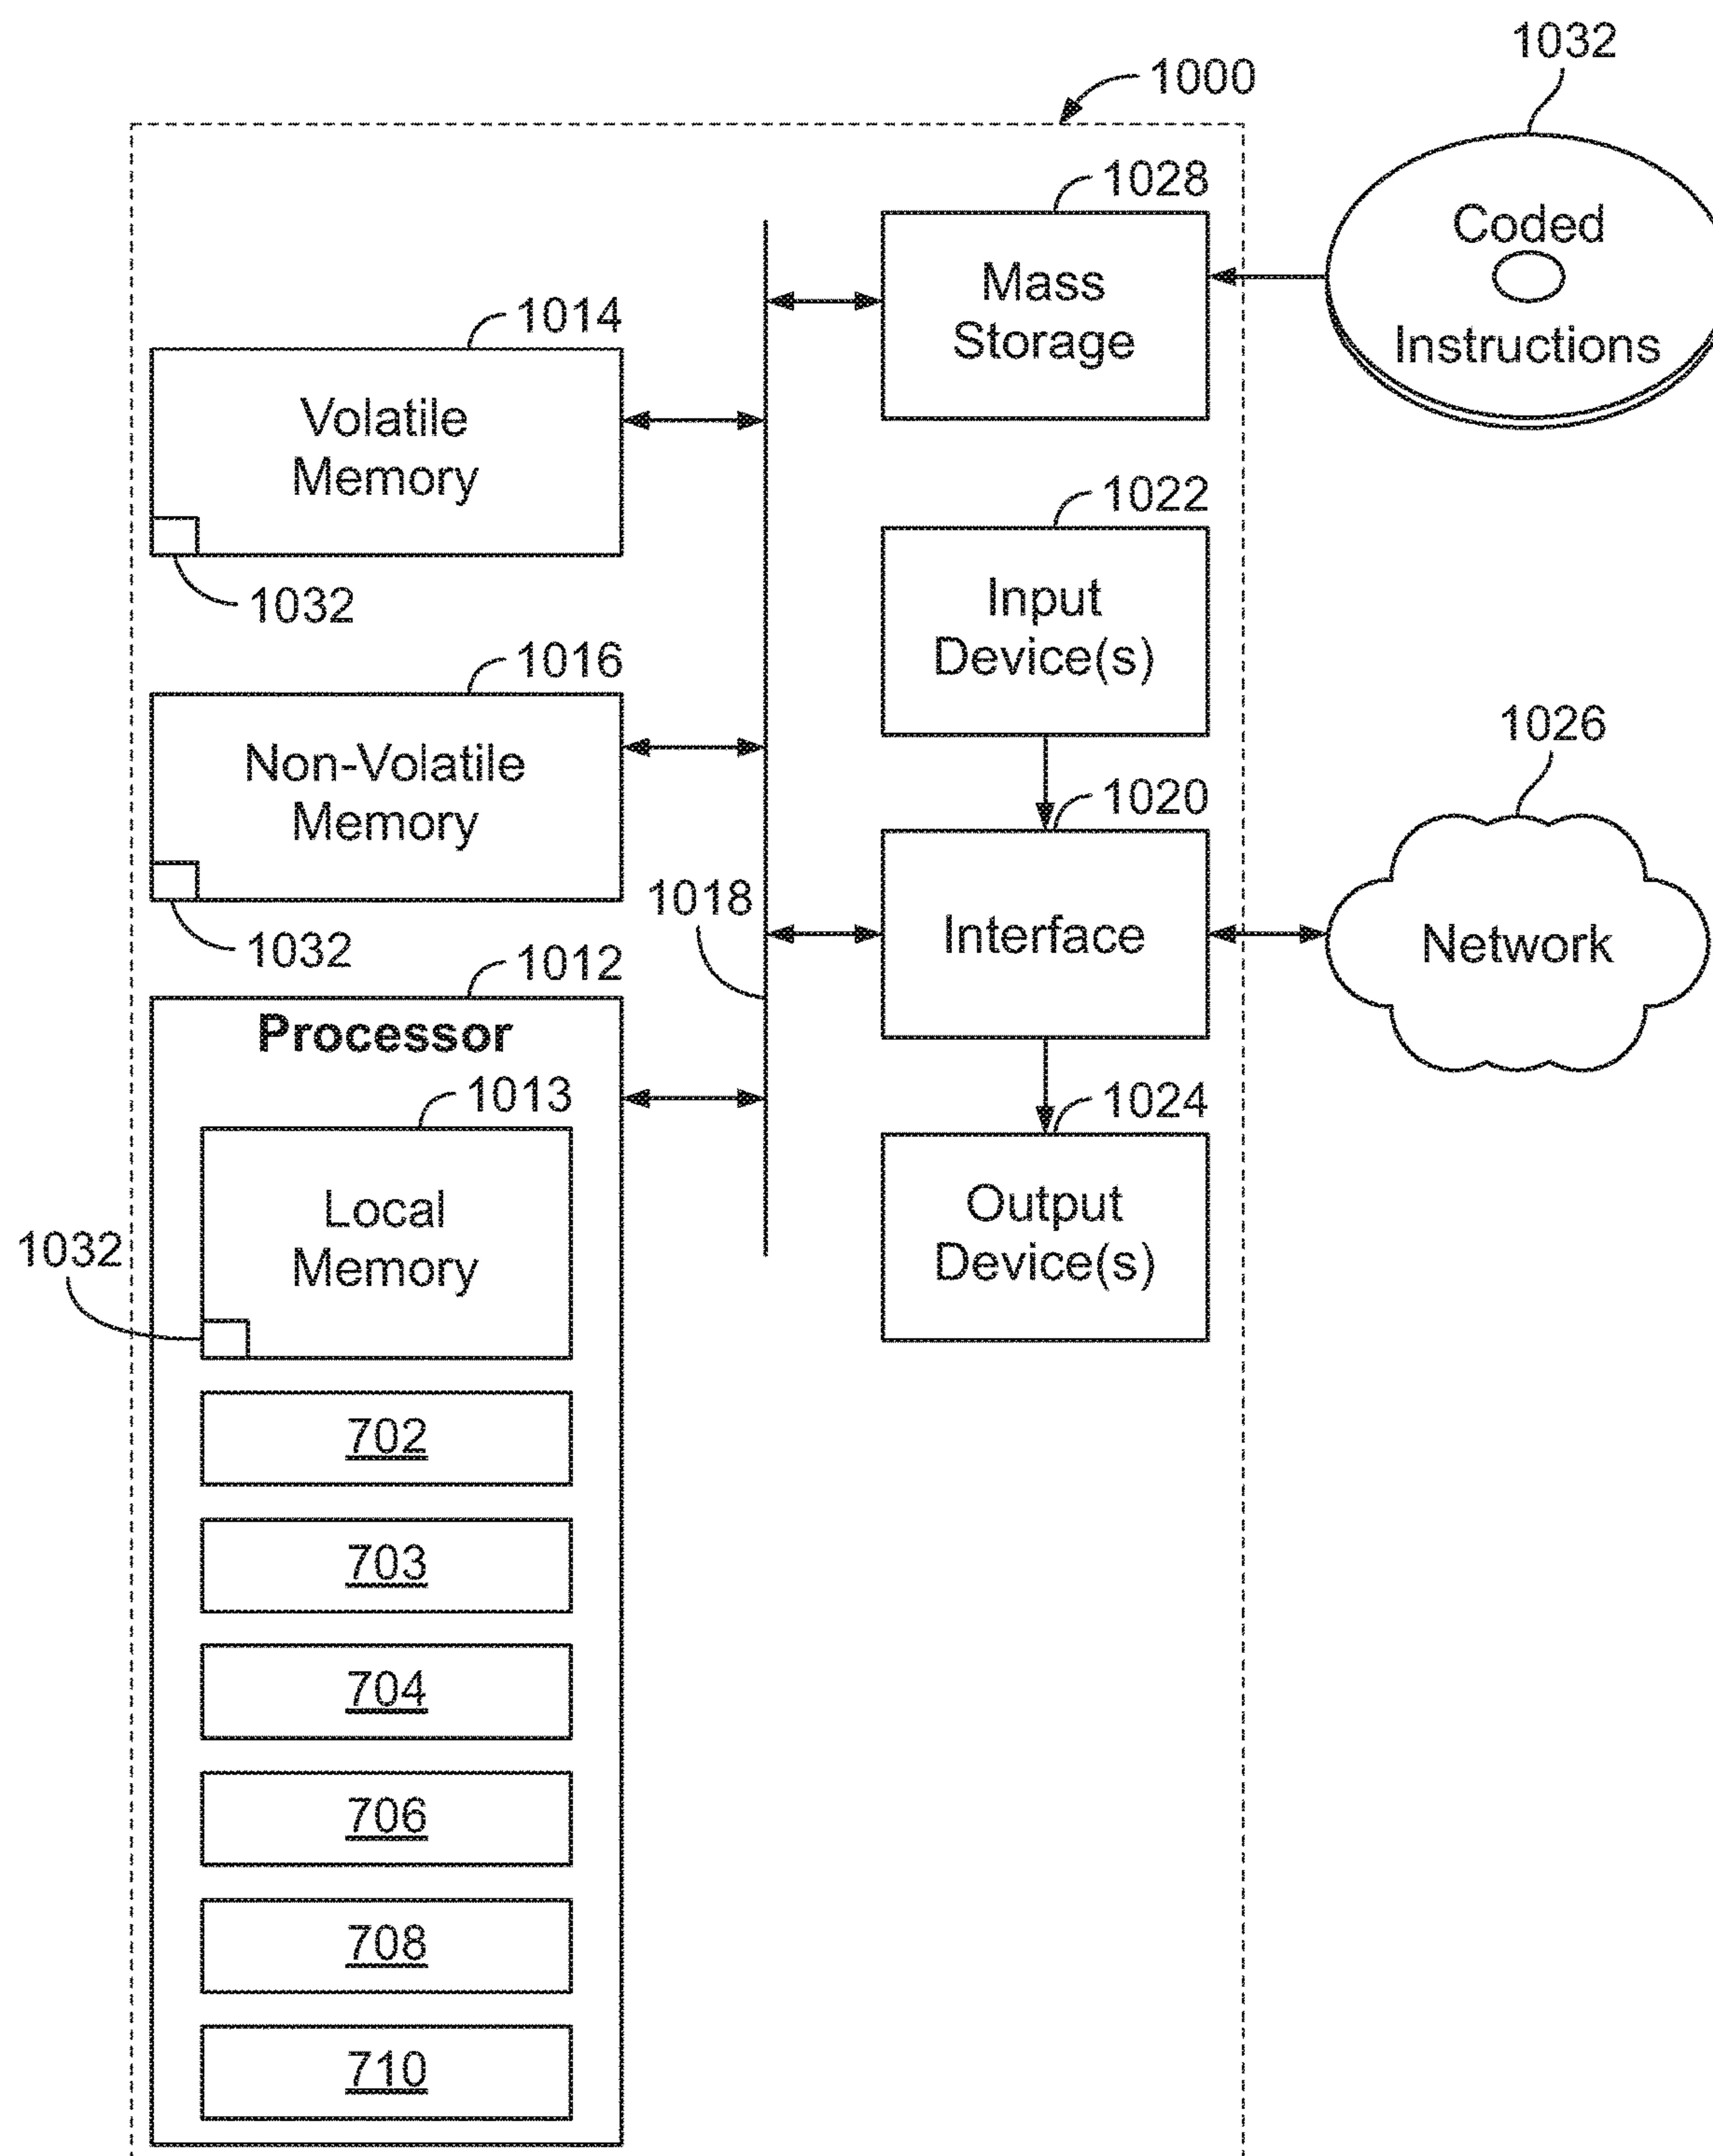 1032
1000
1028
Coded
Instructions
Mass
Storage
1014
Volatile
Memory
1032
1022
Input
Device(s)
1016
Non-Volatile
Memory
1032
1026
1020
1018
Interface
Network
1012
Processor
1013
Local
Memory
1032
1024
Output
Device(s)
702
703
704
706
708
710